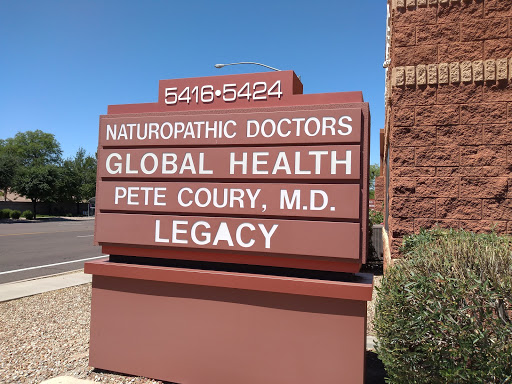 5416•5424
NATUROPATHIC DOCTORS
GLOBAL HEALTH
PETE COURY, M.D.
LEGACY